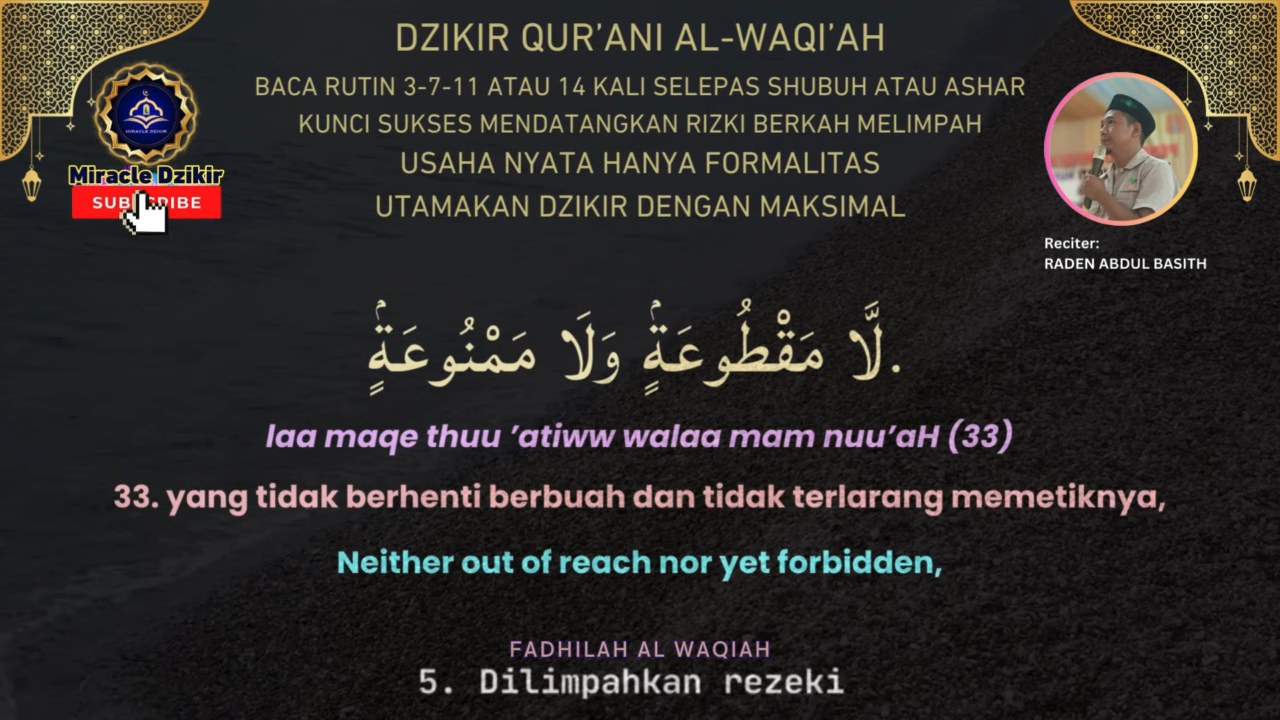 DZIKIR QUR’ANI AL-WAQI’AH
BACA RUTIN 3-7-11 ATAU 14 KALI SELEPAS SHUBUH ATAU ASHAR
KUNCI SUKSES MENDATANGKAN RIZKI BERKAH MELIMPAH
USAHA NYATA HANYA FORMALITAS
UTAMAKAN DZIKIR DENGAN MAKSIMAL
MIRACLE DZIKIR
Miracle Dzikir
Reciter:
RADEN ABDUL BASITH
لَّا مَقْطُوعَةٍۢ وَلَا مَمْنُوعَةٍۢ.
laa maqe thuu ’atiww walaa mam nuu’aH (33)
33. yang tidak berhenti berbuah dan tidak terlarang memetiknya,
Neither out of reach nor yet forbidden,
FADHILAH AL WAQIAH
5. Dilimpahkan rezeki